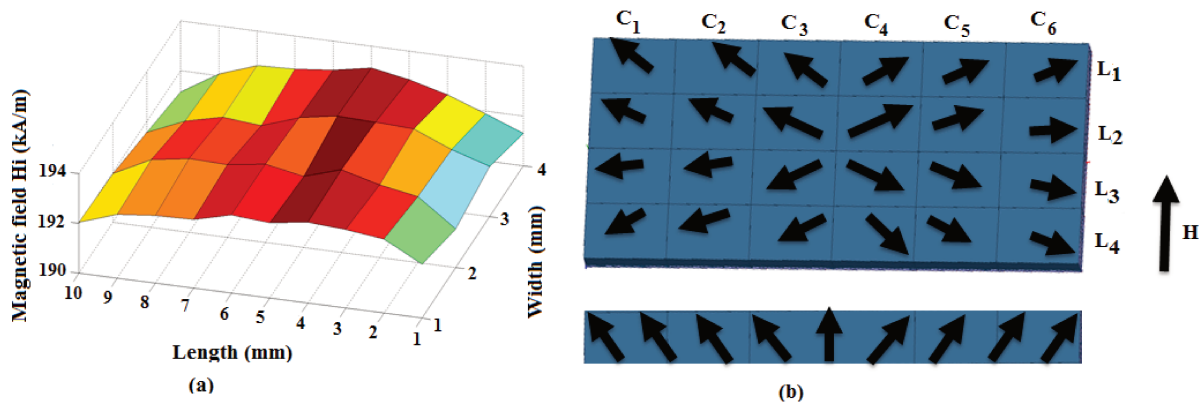 Magnetic field Hi (kA/m)
194
192
190
10
9
8
7
6
5
4
3
2
1
Length (mm)
1
2
3
4
Width (mm)
(a)
C1
C2
C3
C4
C5
C6
L1
L2
L3
L4
H
(b)